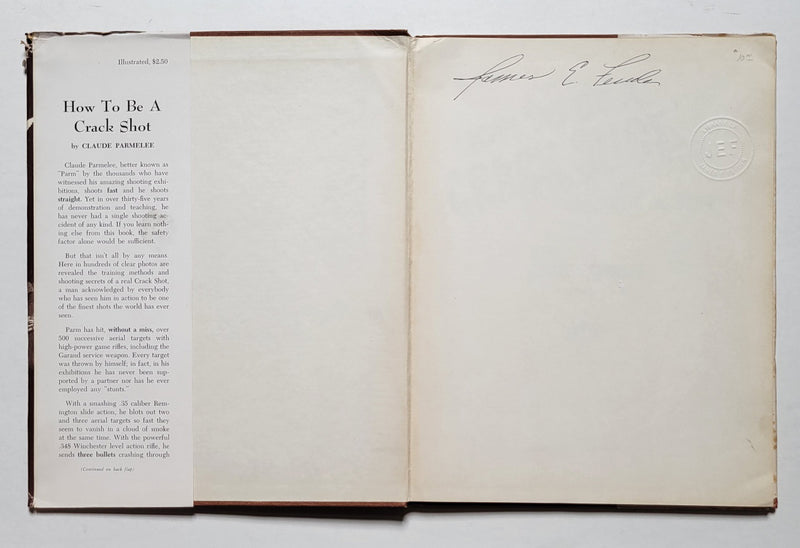 Illustrated, $2.50
How To Be A
Crack Shot
by CLAUDE PARMELEE
Claude Parmelee, better known as
"Parm" by the thousands who have
witnessed his amazing shooting exhi-
bitions, shoots fast and he shoots
straight. Yet in over thirty-five years
of demonstration and teaching, he
has never had a single shooting ac-
cident of any kind. If you learn noth-
ing else from this book, the safety
factor alone would be sufficient.
But that isn't all by any means.
Here in hundreds of clear photos are
revealed the training methods and
shooting secrets of a real Crack Shot,
a man acknowledged by everybody
who has seen him in action to be one
of the finest shots the world has ever
seen.
Parm has hit, without a miss, over
500 successive aerial targets with
high-power game rifles, including the
Garand service weapon. Every target
was thrown by himself; in fact, in his
exhibitions he has never been sup-
ported by a partner nor has he ever
employed any "stunts."
With a smashing .35 caliber Rem-
ington slide action, he blots out two
and three aerial targets so fast they
seem to vanish in a cloud of smoke
at the same time. With the powerful
.348 Winchester level action rifle, he
sends three bullets crashing through
(Continued on back flap)
James E.
JEF